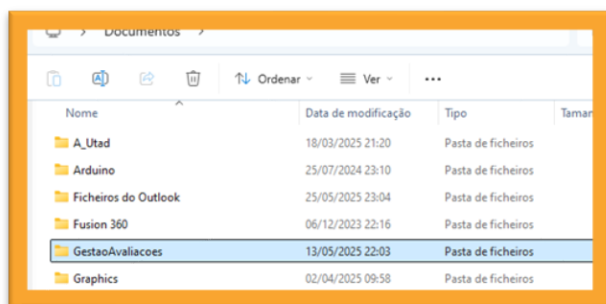 > Documentos >
Ordenar Ver ...
Nome Data de modificação Tipo Taman
A_Utad 18/03/2025 21:20 Pasta de ficheiros
Arduino 25/07/2024 23:10 Pasta de ficheiros
Ficheiros do Outlook 25/05/2025 23:04 Pasta de ficheiros
Fusion 360 06/12/2023 22:16 Pasta de ficheiros
GestaoAvaliacoes 13/05/2025 22:03 Pasta de ficheiros
Graphics 02/04/2025 09:58 Pasta de ficheiros